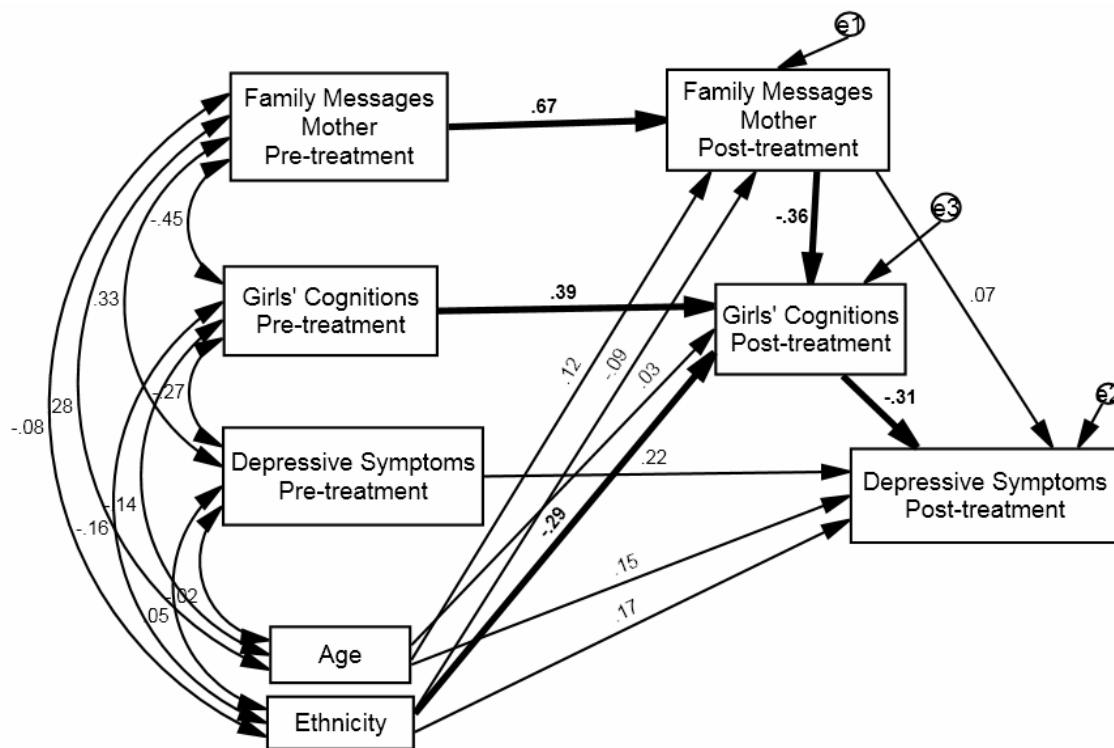 e1
Family Messages
Mother
Pre-treatment
.67
Family Messages
Mother
Post-treatment
-.45
-.36
e3
Girls' Cognitions
Pre-treatment
.39
Girls' Cognitions
Post-treatment
.33
.07
.12
-.09
.03
-.27
-.31
e2
-.08
.28
Depressive Symptoms
Pre-treatment
.22
Depressive Symptoms
Post-treatment
-.14
-.16
-.29
.15
-.02
.05
.17
Age
Ethnicity